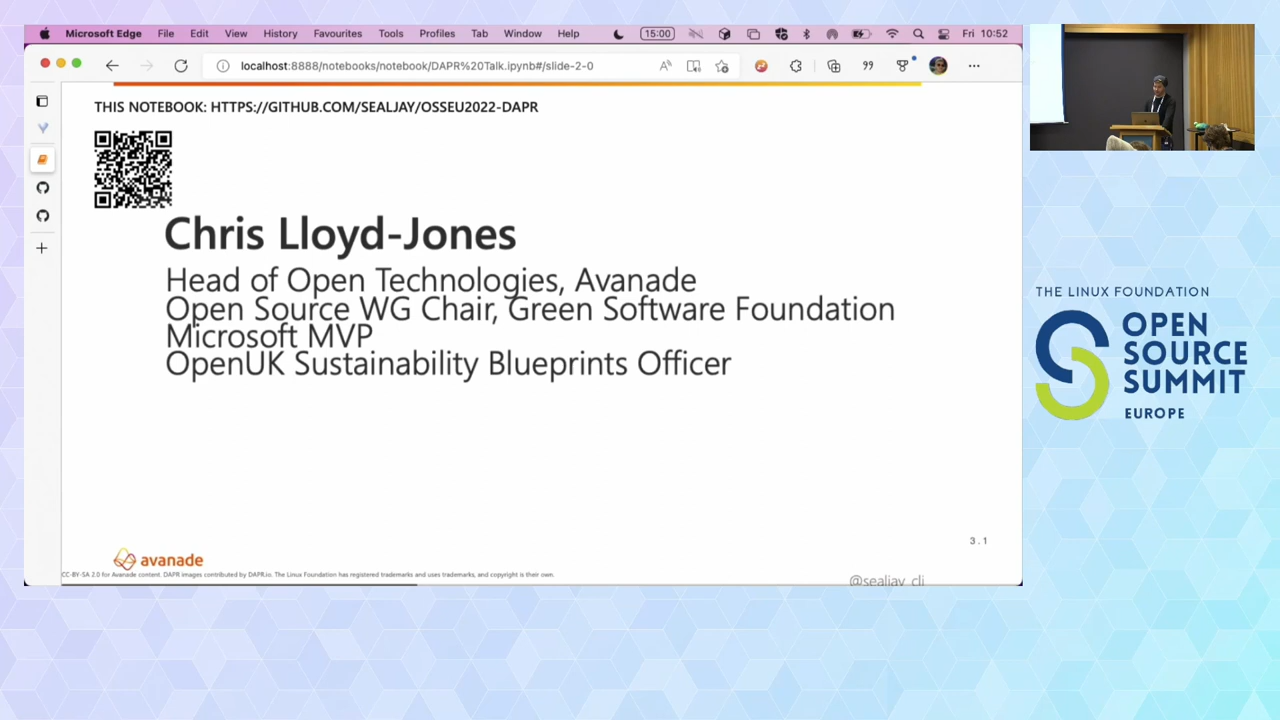 Microsoft Edge File Edit View History Favourites Tools Profiles Tab Window Help 15:00 Fri 10:52
localhost:8888/notebooks/notebook/DAPR%20Talk.ipynb#/slide-2-0
THIS NOTEBOOK: HTTPS://GITHUB.COM/SEALJAY/OSSEU2022-DAPR
Chris Lloyd-Jones
Head of Open Technologies, Avanade
Open Source WG Chair, Green Software Foundation
Microsoft MVP
OpenUK Sustainability Blueprints Officer
3.1
avanade
CC-BY-SA 2.0 for Avanade content. DAPR images contributed by DAPR.io. The Linux Foundation has registered trademarks and uses trademarks, and copyright is their own.
@sealjay_cli
THE LINUX FOUNDATION
OPEN
SOURCE
SUMMIT
EUROPE